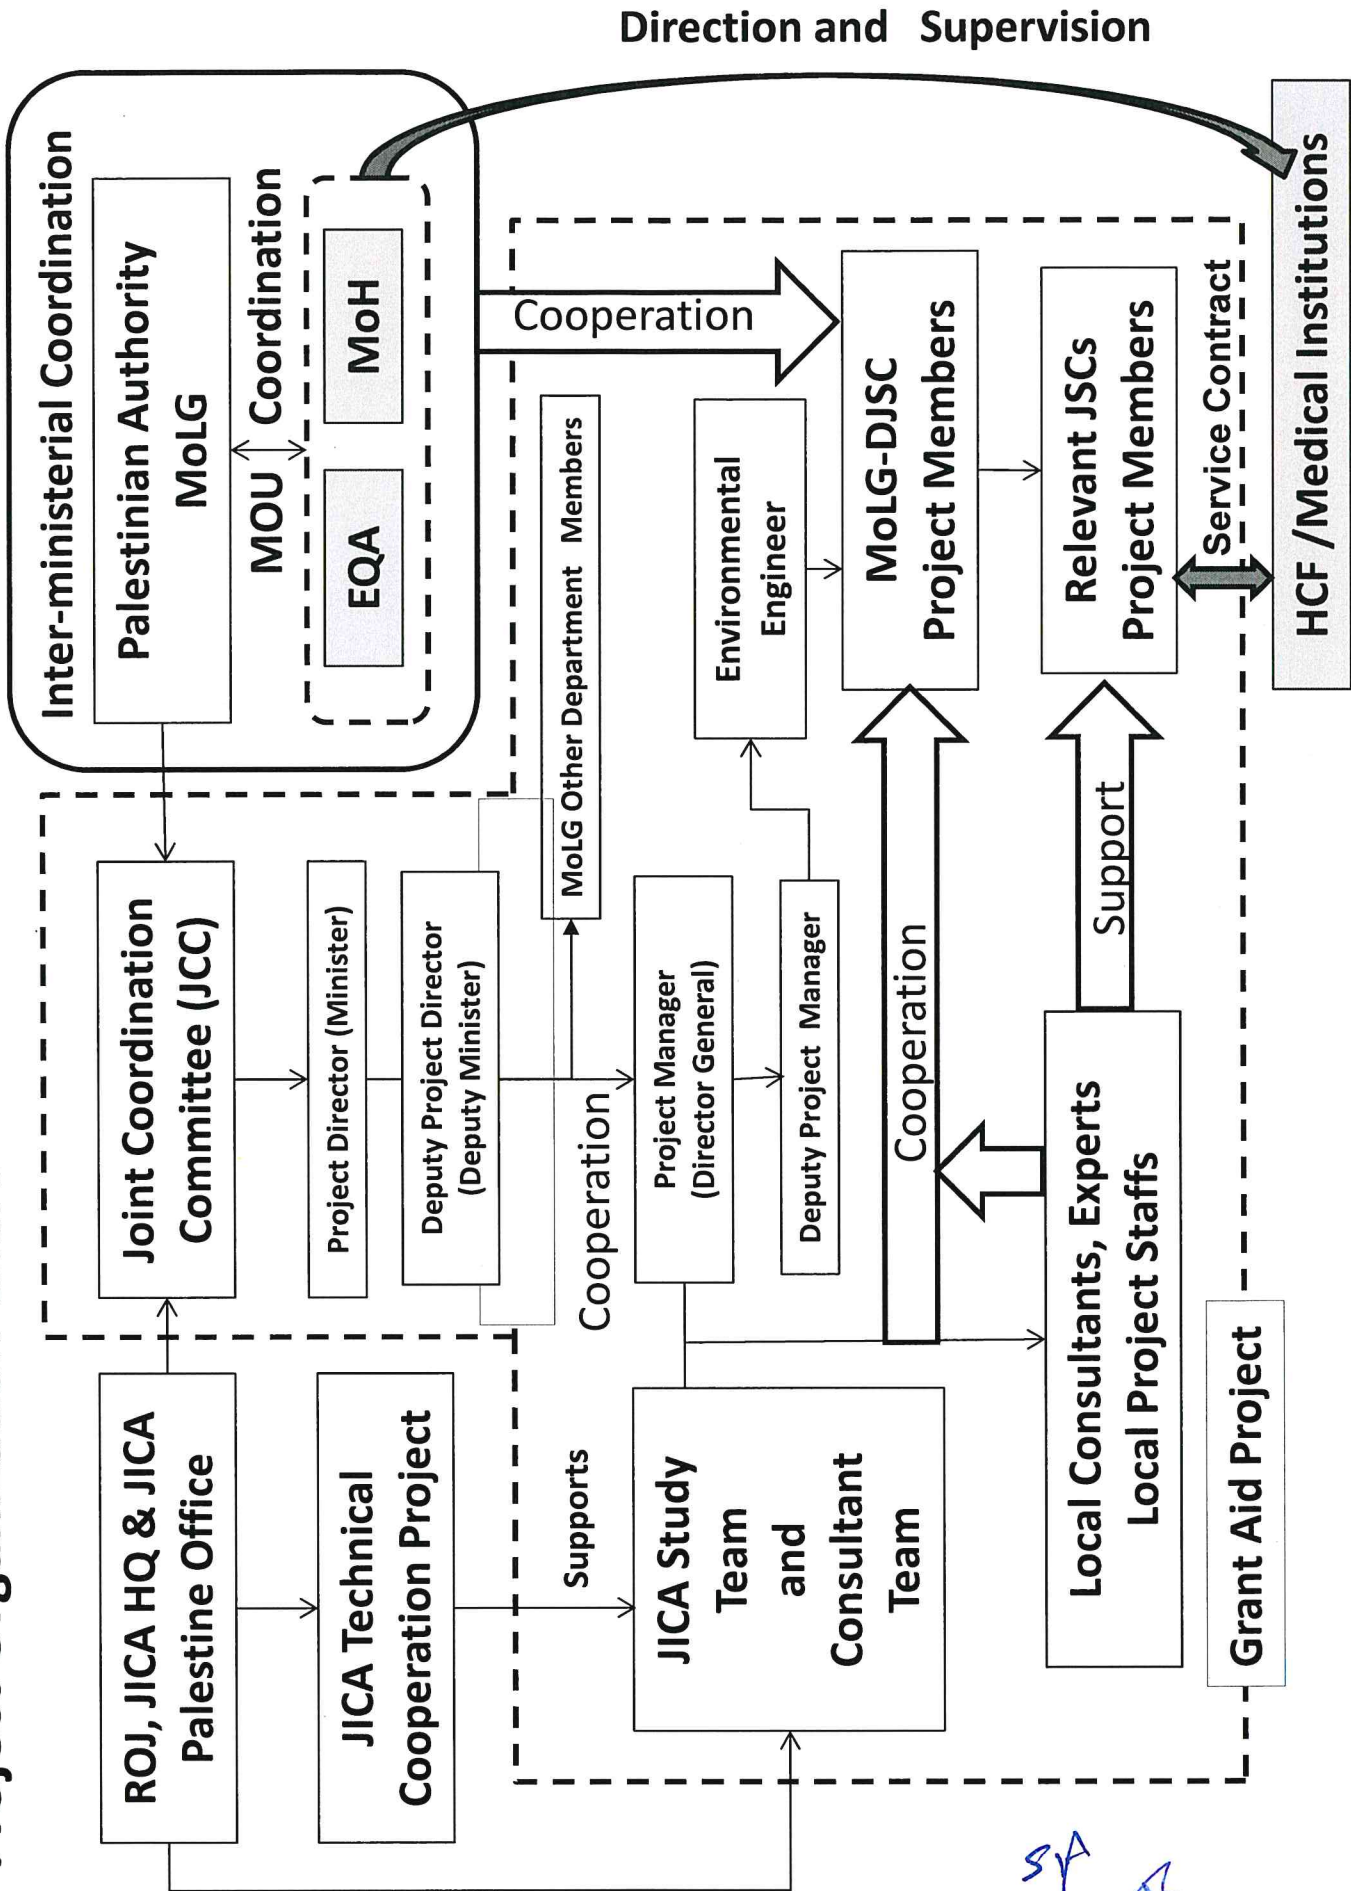 Inter-ministerial Coordination
Palestinian Authority
MoLG
MOU
Coordination
EQA
MoH
Direction and Supervision
ROJ, JICA HQ & JICA
Palestine Office
Joint Coordination
Committee (JCC)
Project Director (Minister)
Deputy Project Director
(Deputy Minister)
JICA Technical
Cooperation Project
MoLG Other Department Members
Cooperation
Supports
Cooperation
Project Manager
(Director General)
Deputy Project Manager
Environmental
Engineer
JICA Study
Team
and
Consultant
Team
MoLG-DJSC
Project Members
Cooperation
Relevant JSCs
Project Members
Support
Local Consultants, Experts
Local Project Staffs
Service Contract
Grant Aid Project
HCF /Medical Institutions